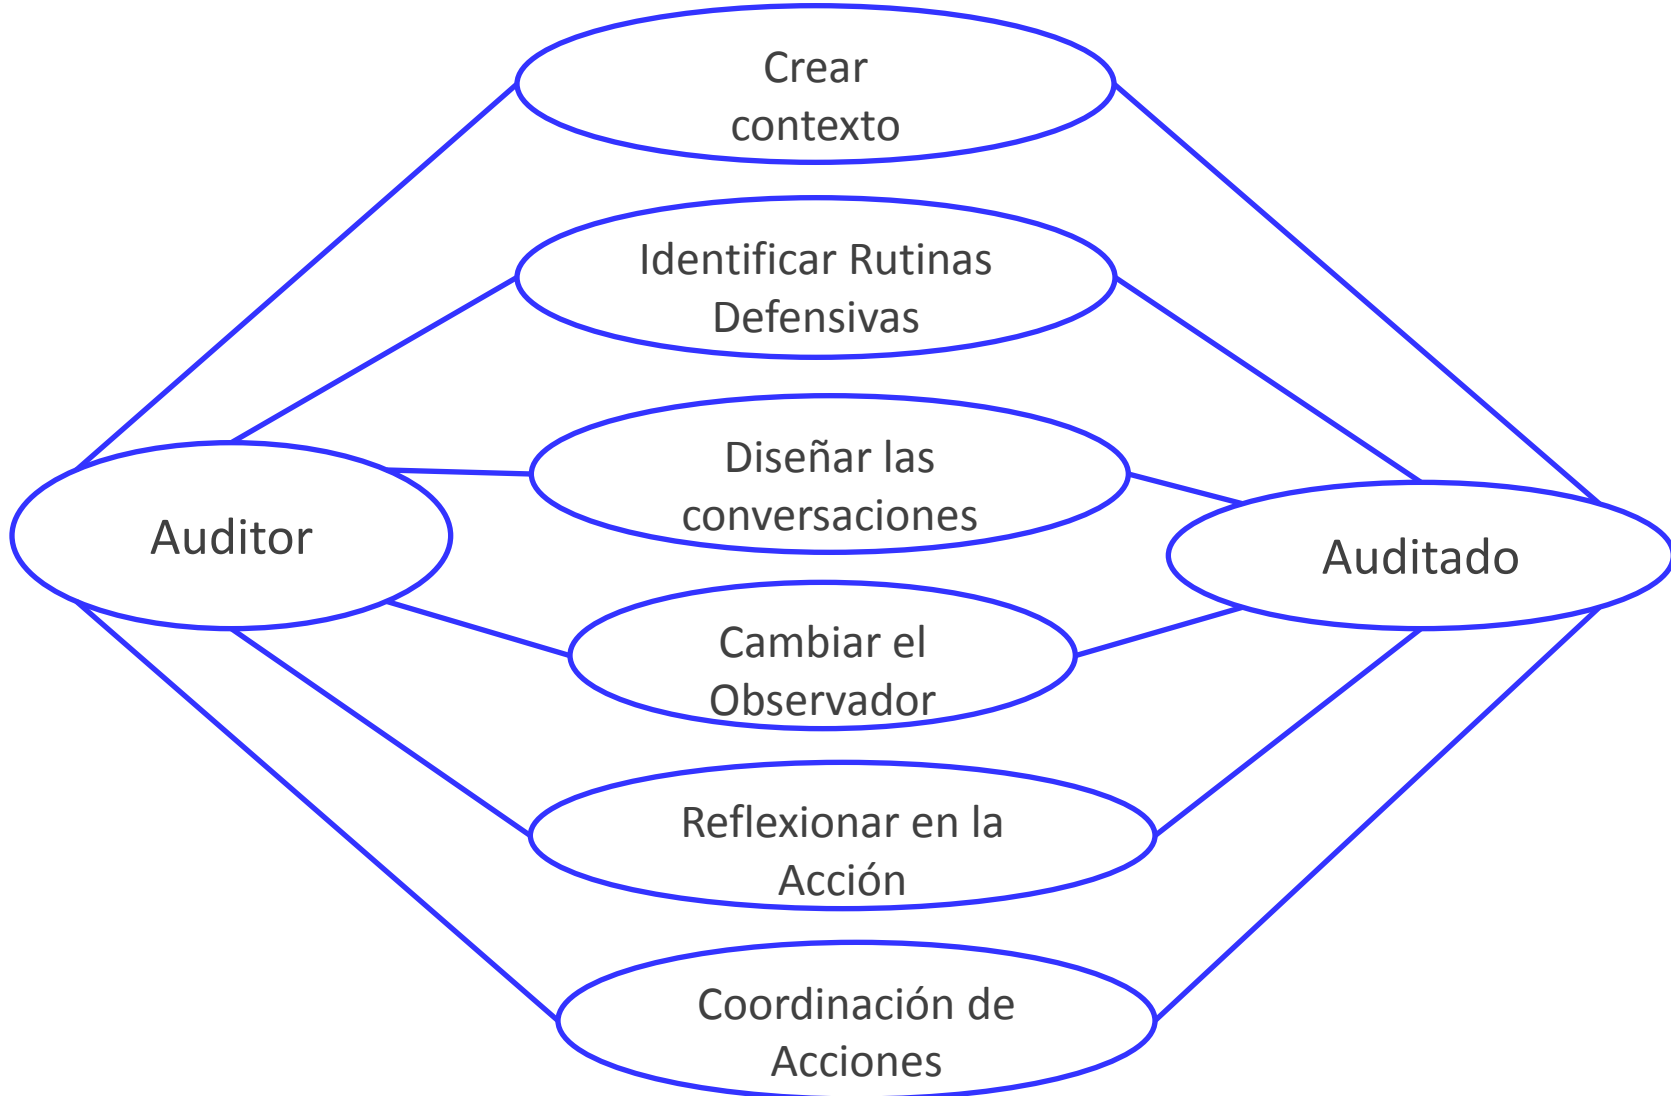 Crear
contexto
Identificar Rutinas
Defensivas
Diseñar las
conversaciones
Auditor
Auditado
Cambiar el
Observador
Reflexionar en la
Acción
Coordinación de
Acciones